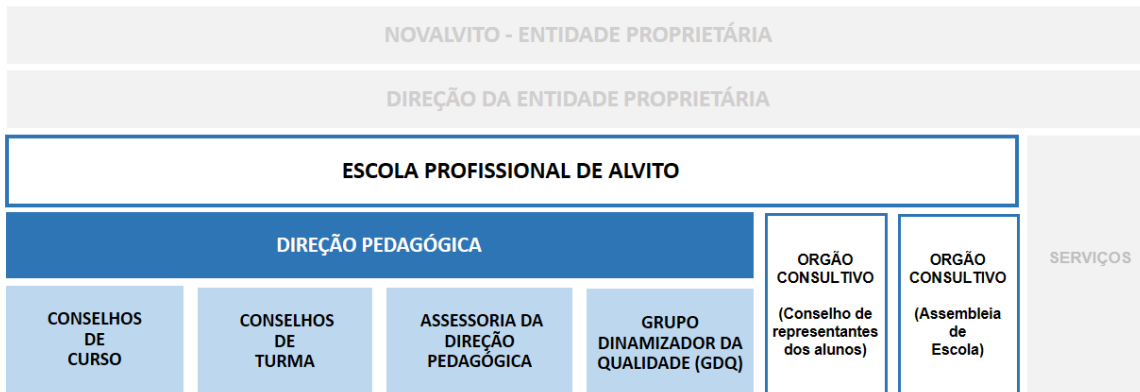 NOVALVITO - ENTIDADE PROPRIETÁRIA
DIREÇÃO DA ENTIDADE PROPRIETÁRIA
ESCOLA PROFISSIONAL DE ALVITO
DIREÇÃO PEDAGÓGICA
CONSELHOS
DE
CURSO
CONSELHOS
DE
TURMA
ASSESSORIA DA
DIREÇÃO
PEDAGÓGICA
GRUPO
DINAMIZADOR DA
QUALIDADE (GDQ)
ORGÃO
CONSULTIVO
(Conselho de
representantes
dos alunos)
ORGÃO
CONSULTIVO
(Assembleia
de
Escola)
SERVIÇOS